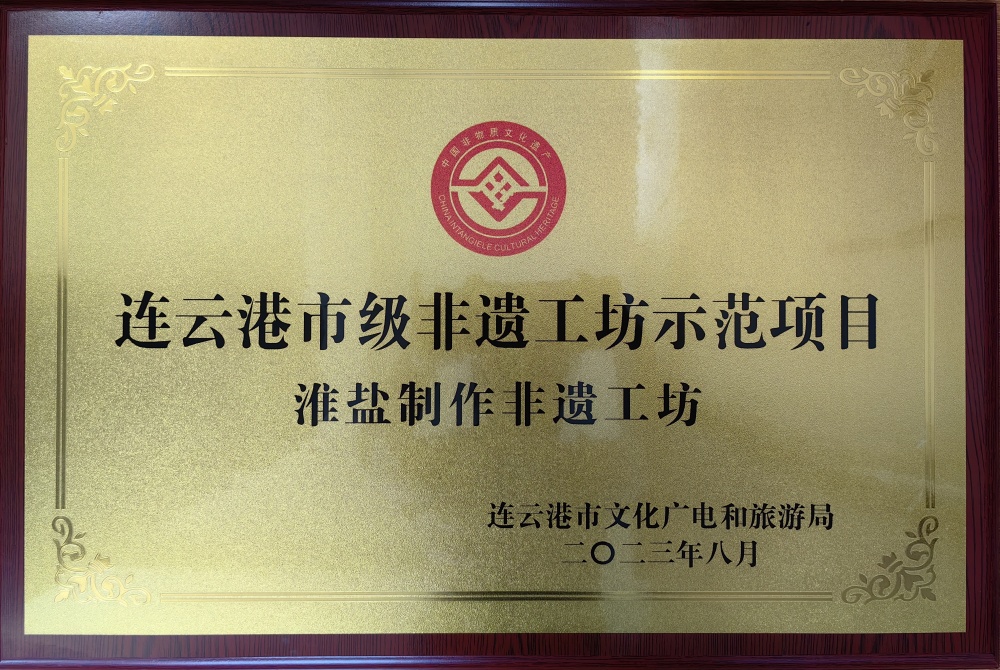 中国非物质文化遗产
CHINA INTANGIELE CULTURAL HERITAGE
连云港市级非遗工坊示范项目
淮盐制作非遗工坊
连云港市文化广电和旅游局
二〇二三年八月